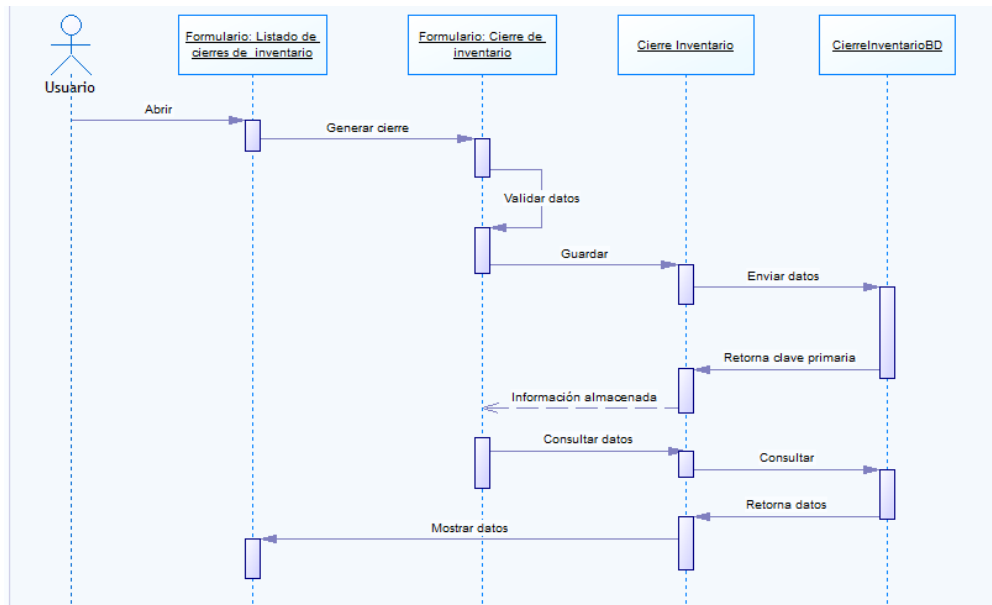 Formulario: Listado de
cierres de inventario
Formulario: Cierre de
inventario
Cierre Inventario
CierreInventarioBD
Usuario
Abrir
Generar cierre
Validar datos
Guardar
Enviar datos
Retorna clave primaria
Información almacenada
Consultar datos
Consultar
Retorna datos
Mostrar datos